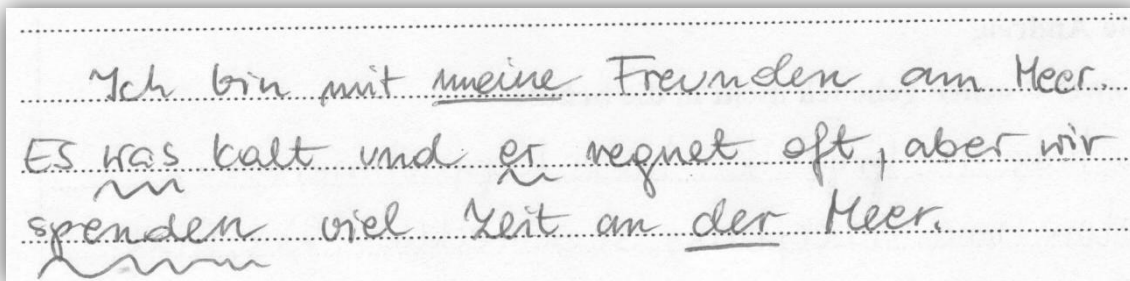 Ich bin mit meine Freunden am Meer.
Es was kalt und er regnet oft, aber wir
spenden viel Zeit an der Meer.